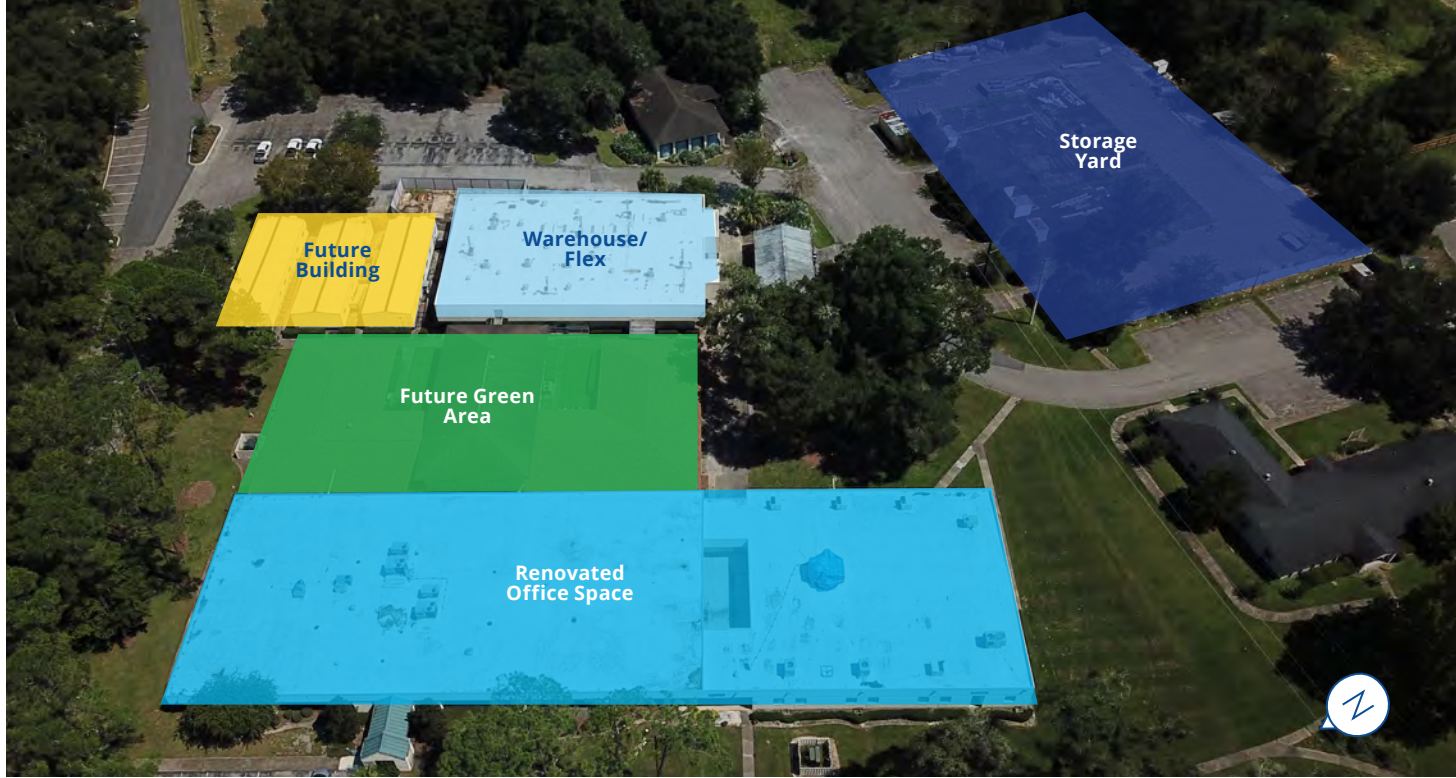 Storage
Yard
Warehouse/
Flex
Future
Building
Future Green
Area
Renovated
Office Space
N